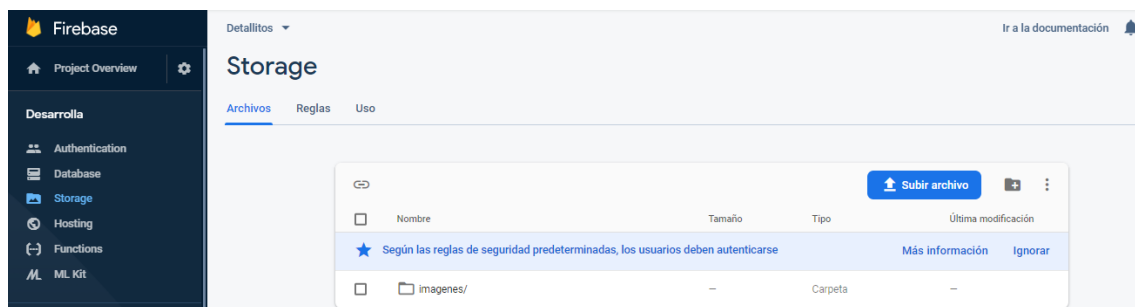 Firebase
Detallitos
Ir a la documentación
Project Overview
Storage
Desarrolla
Archivos Reglas Uso
Authentication
Database
Storage
Hosting
Functions
ML Kit
Subir archivo
Nombre Tamaño Tipo Última modificación
Según las reglas de seguridad predeterminadas, los usuarios deben autenticarse Más información Ignorar
imagenes/ — Carpeta —